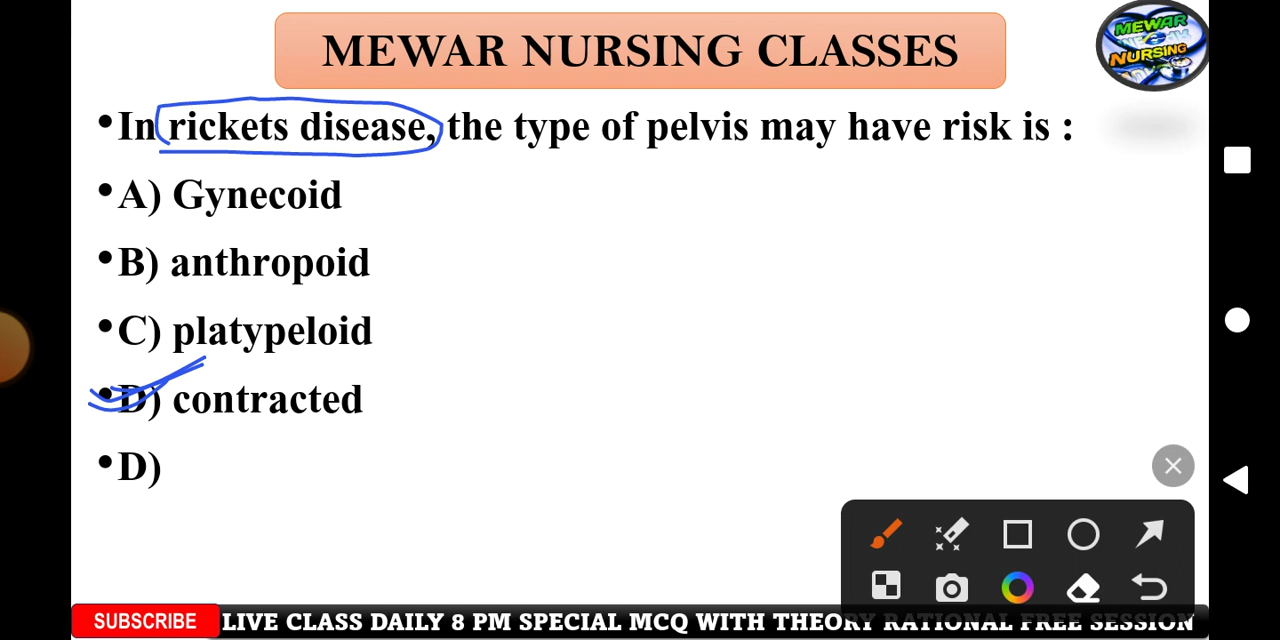 MEWAR NURSING CLASSES
MEWAR
NURSING
•In rickets disease, the type of pelvis may have risk is :
•A) Gynecoid
•B) anthropoid
•C) platypeloid
•D) contracted
•D)
SUBSCRIBE LIVE CLASS DAILY 8 PM SPECIAL MCQ WITH THEORY RATIONAL FREE SESSION